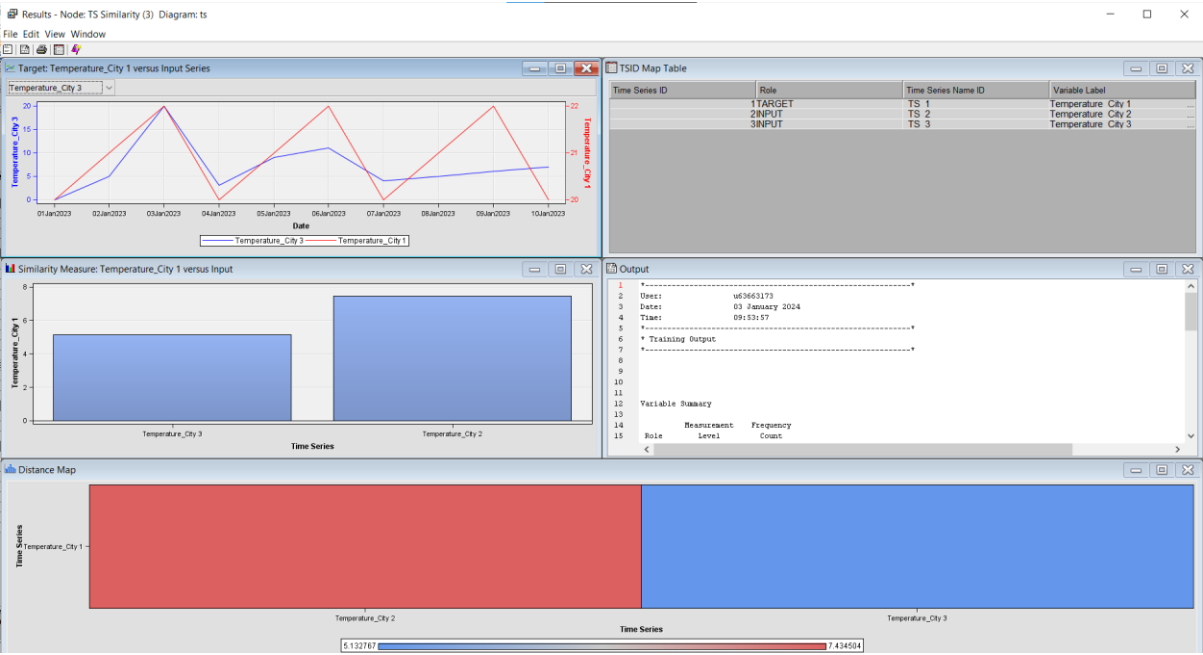 Results - Node: TS Similarity (3) Diagram: ts
File Edit View Window
Target: Temperature_City 1 versus Input Series
Temperature_City 3
20
15
10
5
0
Temperature_City 3
22
21
20
Temperature_City 1
01Jan2023 02Jan2023 03Jan2023 04Jan2023 05Jan2023 06Jan2023 07Jan2023 08Jan2023 09Jan2023 10Jan2023
Date
Temperature_City 3 Temperature_City 1
TSID Map Table
Time Series ID Role Time Series Name ID Variable Label
1TARGET TS_1 Temperature_City 1 ...
2INPUT TS_2 Temperature_City 2 ...
3INPUT TS_3 Temperature_City 3 ...
Similarity Measure: Temperature_City 1 versus Input
8
6
4
2
0
Temperature_City 1
Temperature_City 3 Temperature_City 2
Time Series
Output
1 *------------------------------------------------------------*
2 User: u63663173
3 Date: 03 January 2024
4 Time: 09:53:57
5 *------------------------------------------------------------*
6 * Training Output
7 *------------------------------------------------------------*
8
9
10
11
12 Variable Summary
13
14 Measurement Frequency
15 Role Level Count
Distance Map
Time Series
Temperature_City 1
Temperature_City 2 Temperature_City 3
Time Series
5.132767 7.434504